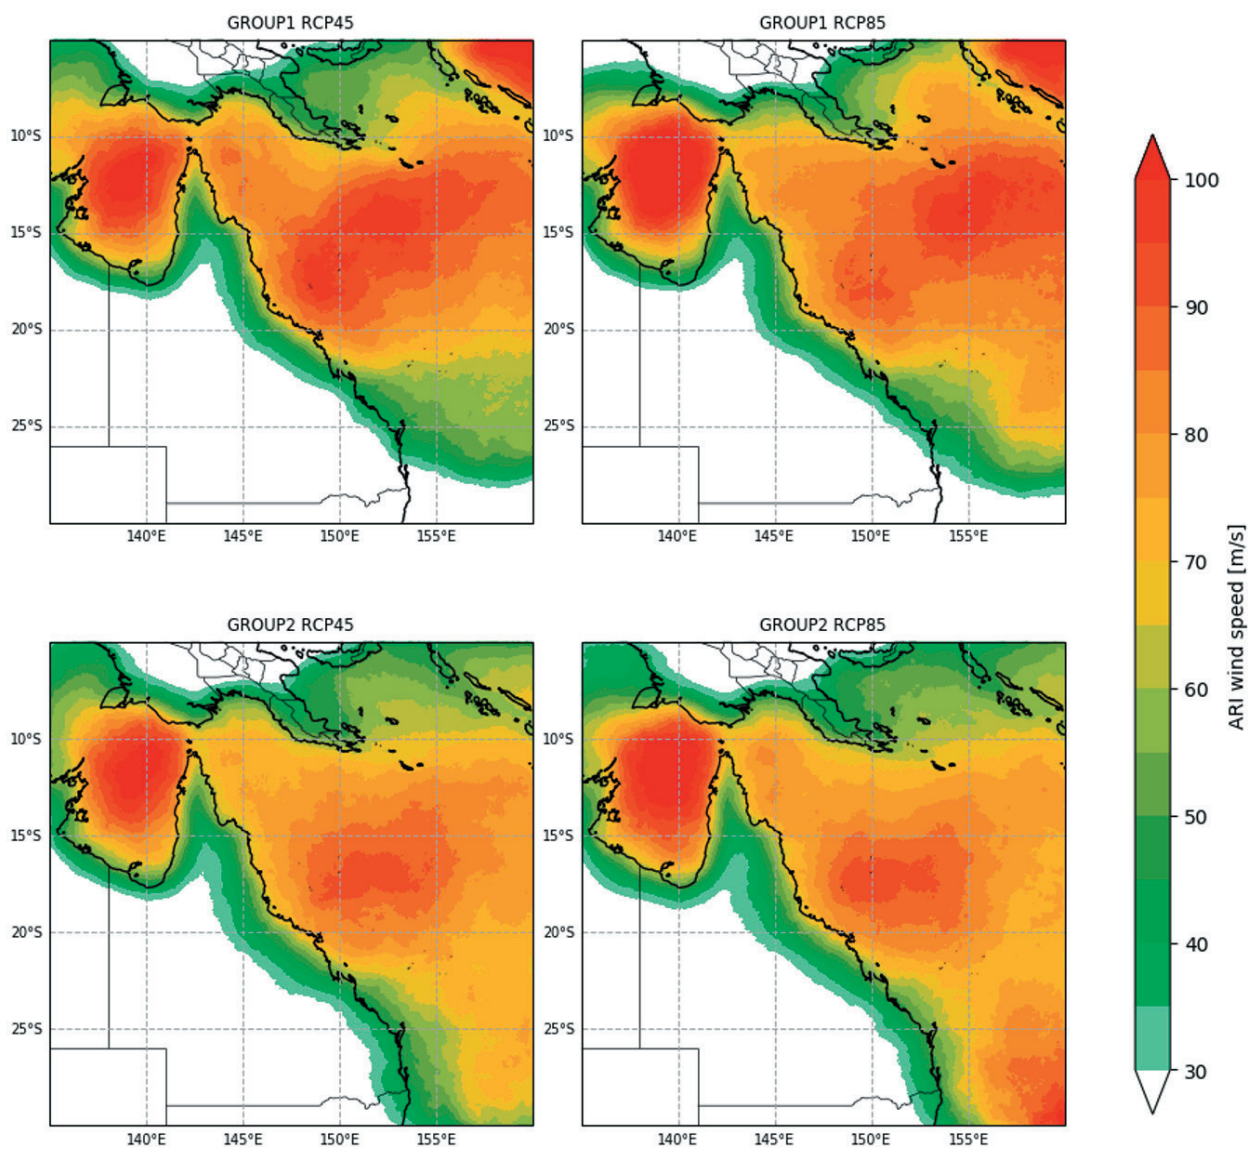 GROUP1 RCP45
GROUP1 RCP85
10°S
15°S
20°S
25°S
140°E 145°E 150°E 155°E
10°S
15°S
20°S
25°S
140°E 145°E 150°E 155°E
GROUP2 RCP45
GROUP2 RCP85
10°S
15°S
20°S
25°S
140°E 145°E 150°E 155°E
10°S
15°S
20°S
25°S
140°E 145°E 150°E 155°E
100
90
80
70
60
50
40
30
ARI wind speed [m/s]